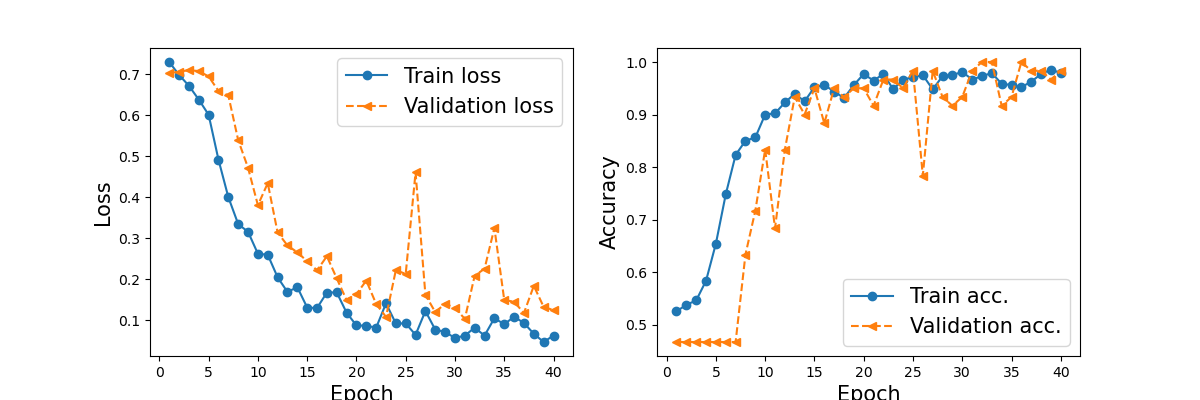 Loss
0.7
0.6
0.5
0.4
0.3
0.2
0.1
Train loss
Validation loss
0 5 10 15 20 25 30 35 40
Epoch
Accuracy
1.0
0.9
0.8
0.7
0.6
0.5
Train acc.
Validation acc.
0 5 10 15 20 25 30 35 40
Epoch